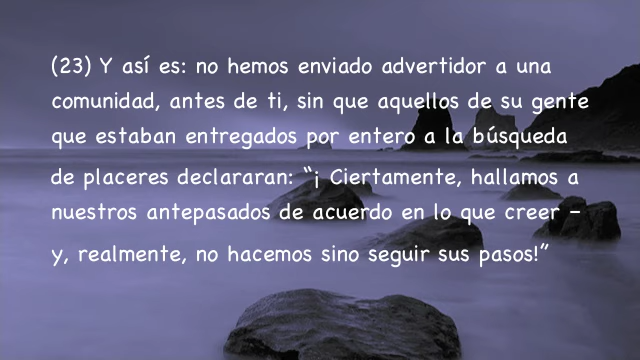 (23) Y así es: no hemos enviado advertidor a una
comunidad, antes de ti, sin que aquellos de su gente
que estaban entregados por entero a la búsqueda
de placeres declararan: “¡ Ciertamente, hallamos a
nuestros antepasados de acuerdo en lo que creer –
y, realmente, no hacemos sino seguir sus pasos!”